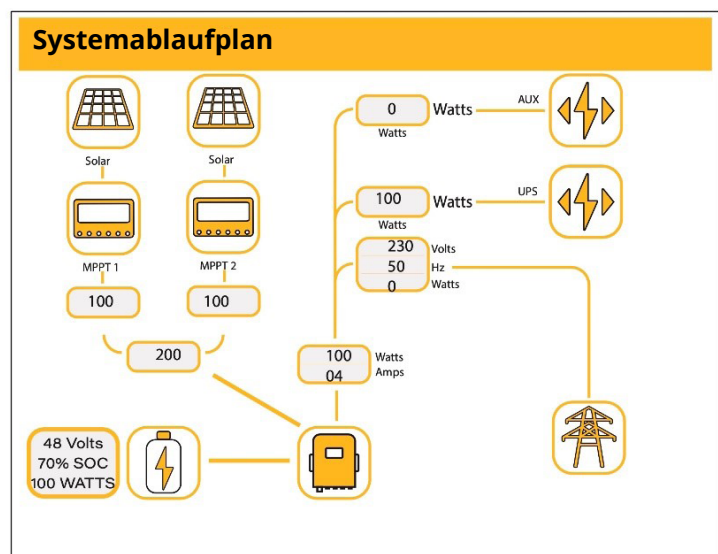 Systemablaufplan
0 Watts AUX
Watts
Solar Solar
100 Watts UPS
Watts
230 Volts
50 Hz
0 Watts
MPPT 1 MPPT 2
100 100
200
100 Watts
04 Amps
48 Volts
70% SOC
100 WATTS